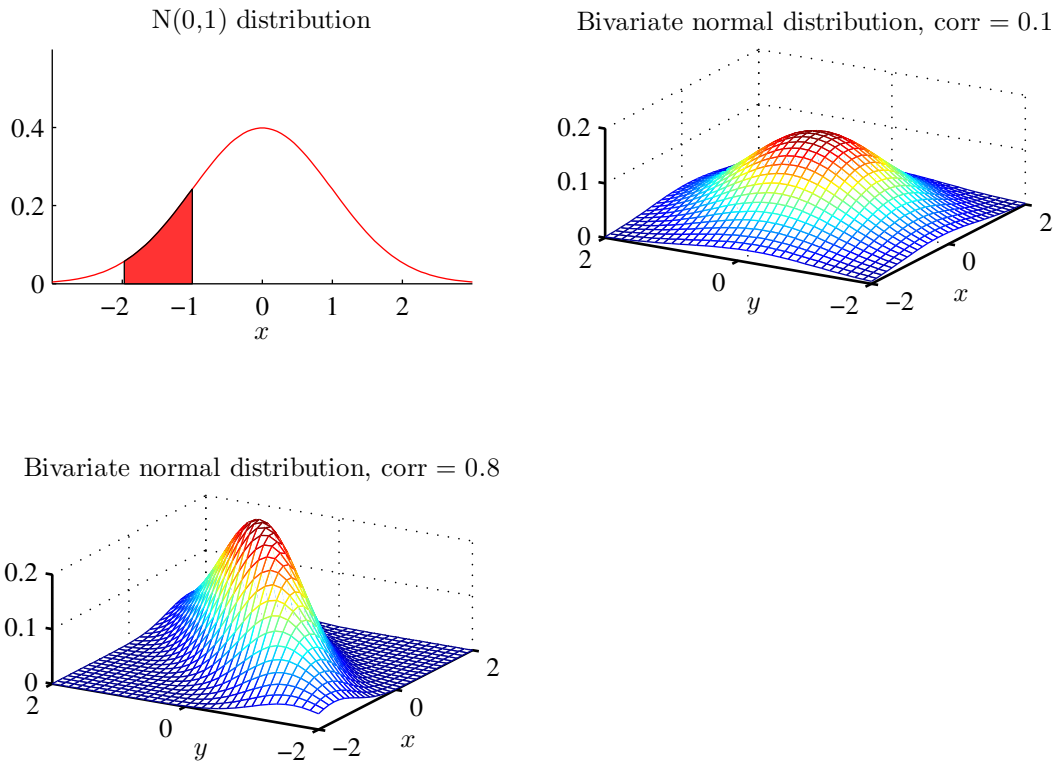 N(0,1) distribution
0.4
0.2
0
−2 −1 0 1 2
x
Bivariate normal distribution, corr = 0.1
0.2
0.1
0
2
0
−2
y
−2
0
2
x
Bivariate normal distribution, corr = 0.8
0.2
0.1
0
2
0
−2
y
−2
0
2
x